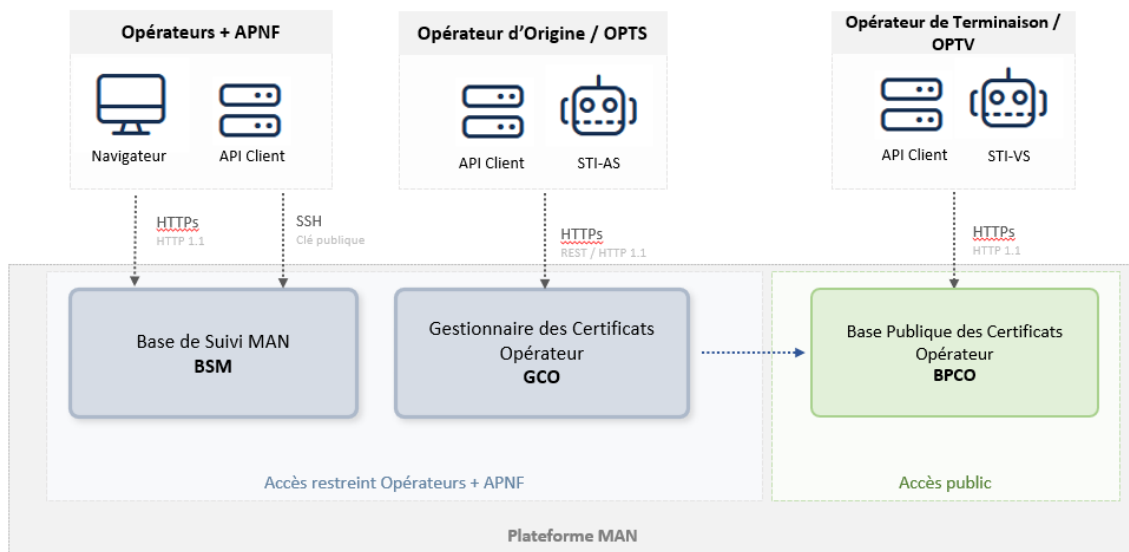 Opérateurs + APNF
Navigateur
API Client
Opérateur d’Origine / OPTS
API Client
STI-AS
Opérateur de Terminaison /
OPTV
API Client
STI-VS
HTTPs
HTTP 1.1
SSH
Clé publique
HTTPs
REST / HTTP 1.1
HTTPs
HTTP 1.1
Base de Suivi MAN
BSM
Gestionnaire des Certificats
Opérateur
GCO
Base Publique des Certificats
Opérateur
BPCO
Accès restreint Opérateurs + APNF
Accès public
Plateforme MAN